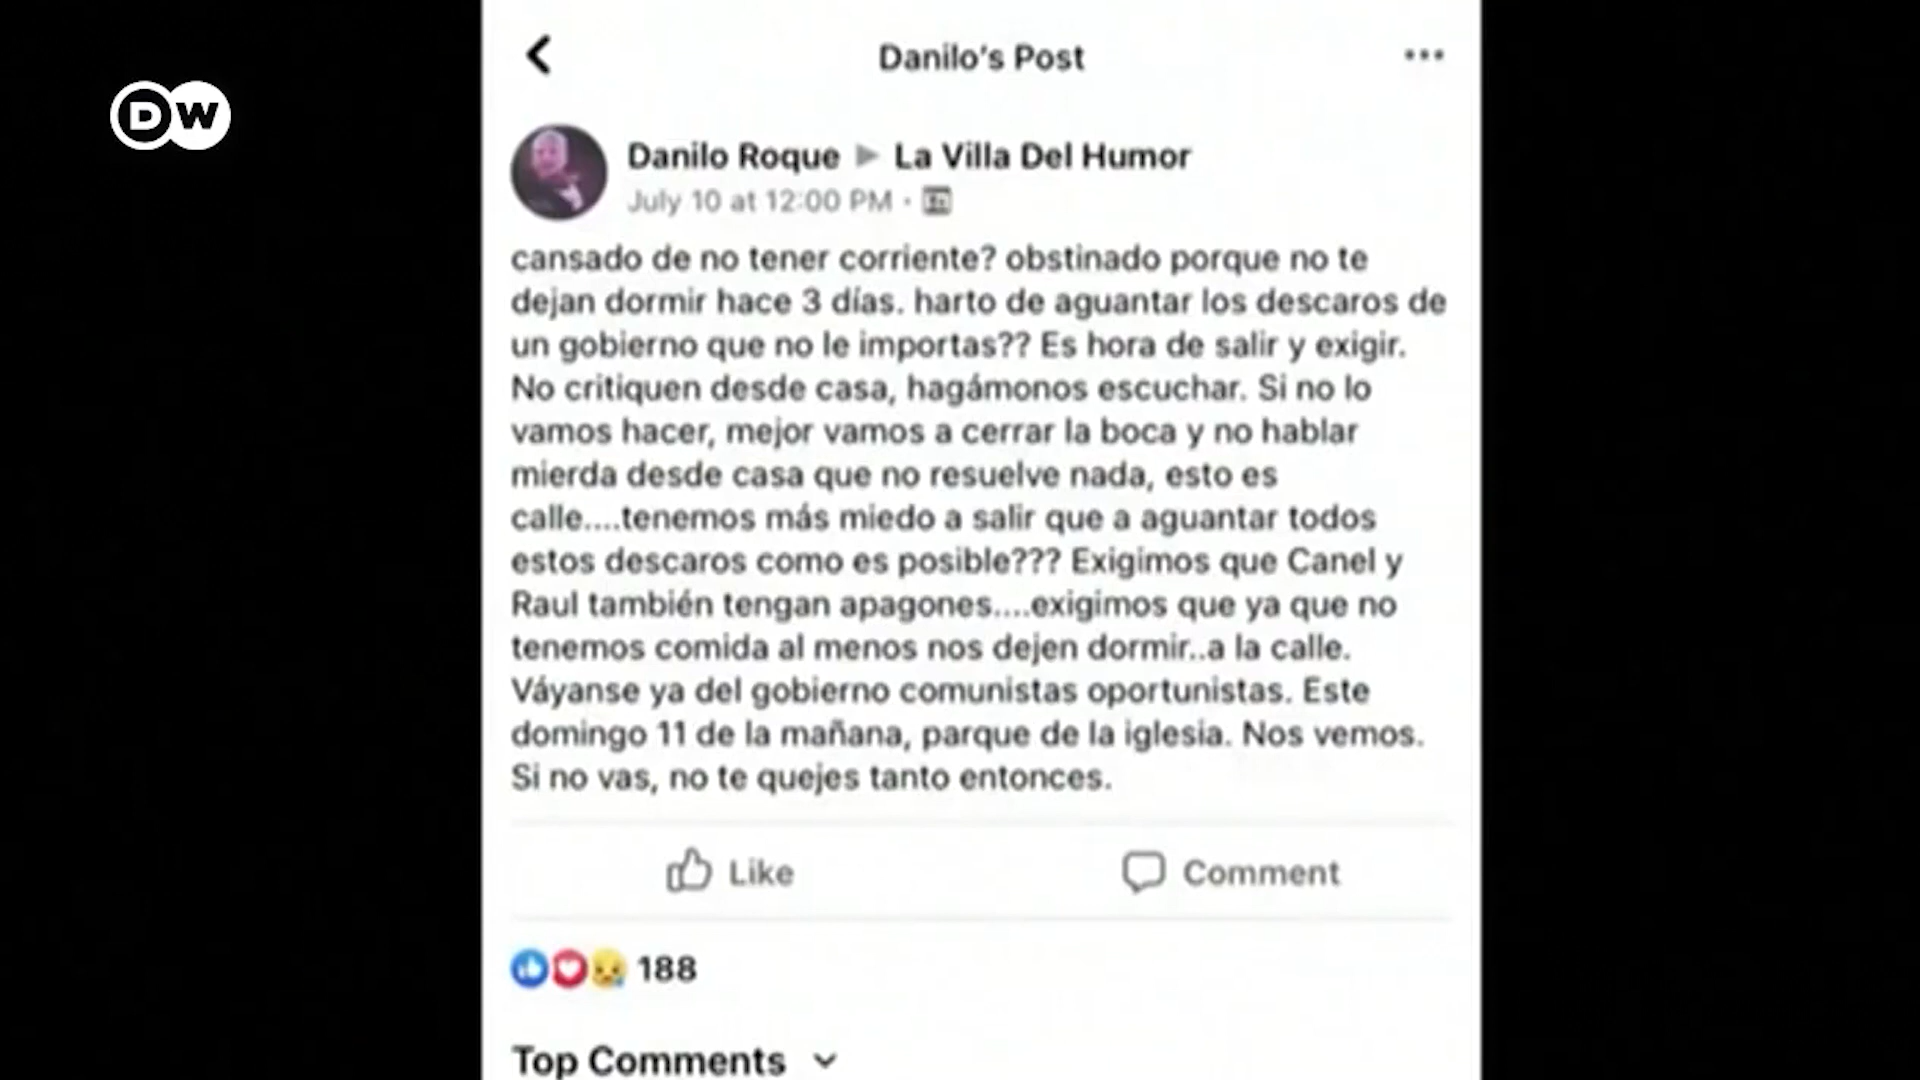 DW
Danilo's Post
Danilo Roque ▶ La Villa Del Humor
July 10 at 12:00 PM ·
cansado de no tener corriente? obstinado porque no te
dejan dormir hace 3 días. harto de aguantar los descaros de
un gobierno que no le importas?? Es hora de salir y exigir.
No critiquen desde casa, hagámonos escuchar. Si no lo
vamos hacer, mejor vamos a cerrar la boca y no hablar
mierda desde casa que no resuelve nada, esto es
calle....tenemos más miedo a salir que a aguantar todos
estos descaros como es posible??? Exigimos que Canel y
Raul también tengan apagones....exigimos que ya que no
tenemos comida al menos nos dejen dormir..a la calle.
Váyanse ya del gobierno comunistas oportunistas. Este
domingo 11 de la mañana, parque de la iglesia. Nos vemos.
Si no vas, no te quejes tanto entonces.
Like
Comment
188
Top Comments